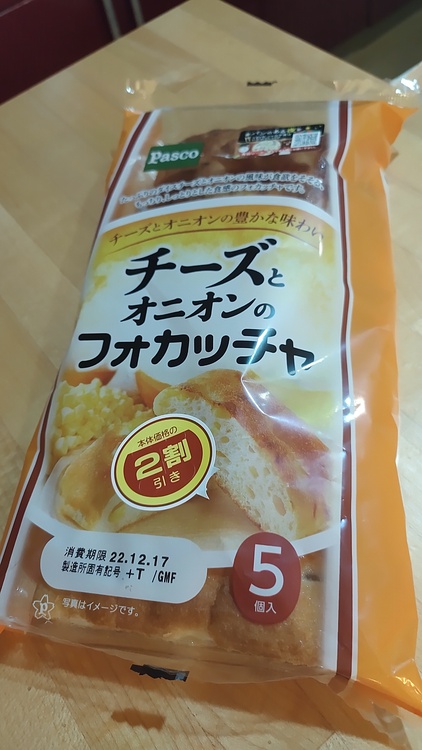 Pasco
チーズとオニオンの豊かな味わい
チーズと
オニオンの
フォカッチャ
本体価格の
2割
引き
消費期限 22.12.17
製造所固有記号 +T /GMF
5
個入
写真はイメージです。